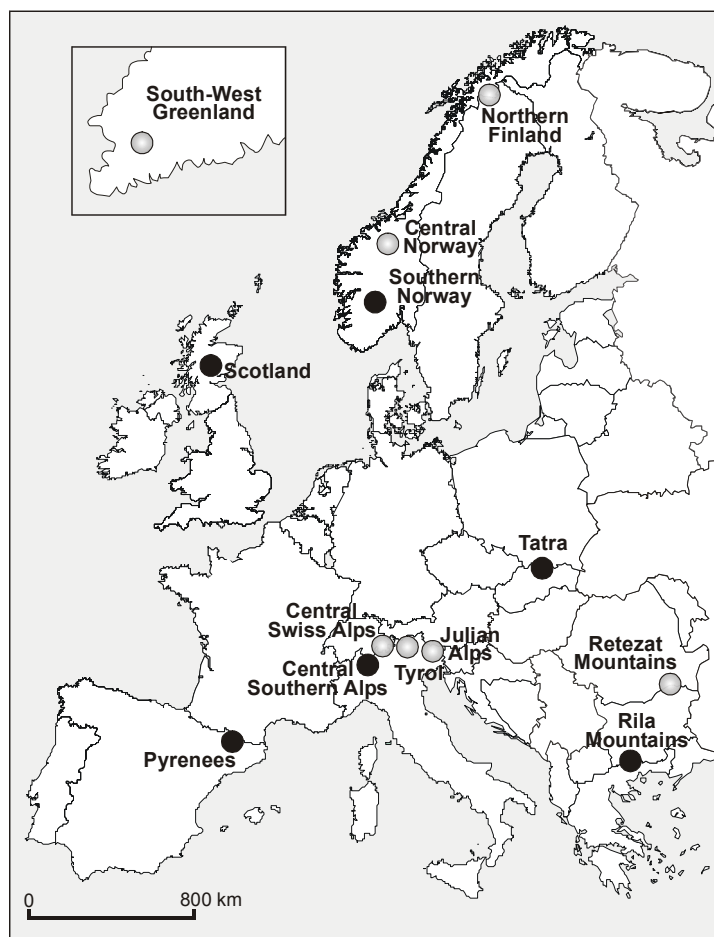 South-West
Greenland
Northern
Finland
Central
Norway
Southern
Norway
Scotland
Tatra
Central
Swiss Alps
Julian
Alps
Tyrol
Central
Southern Alps
Retezat
Mountains
Rila
Mountains
Pyrenees
0 800 km